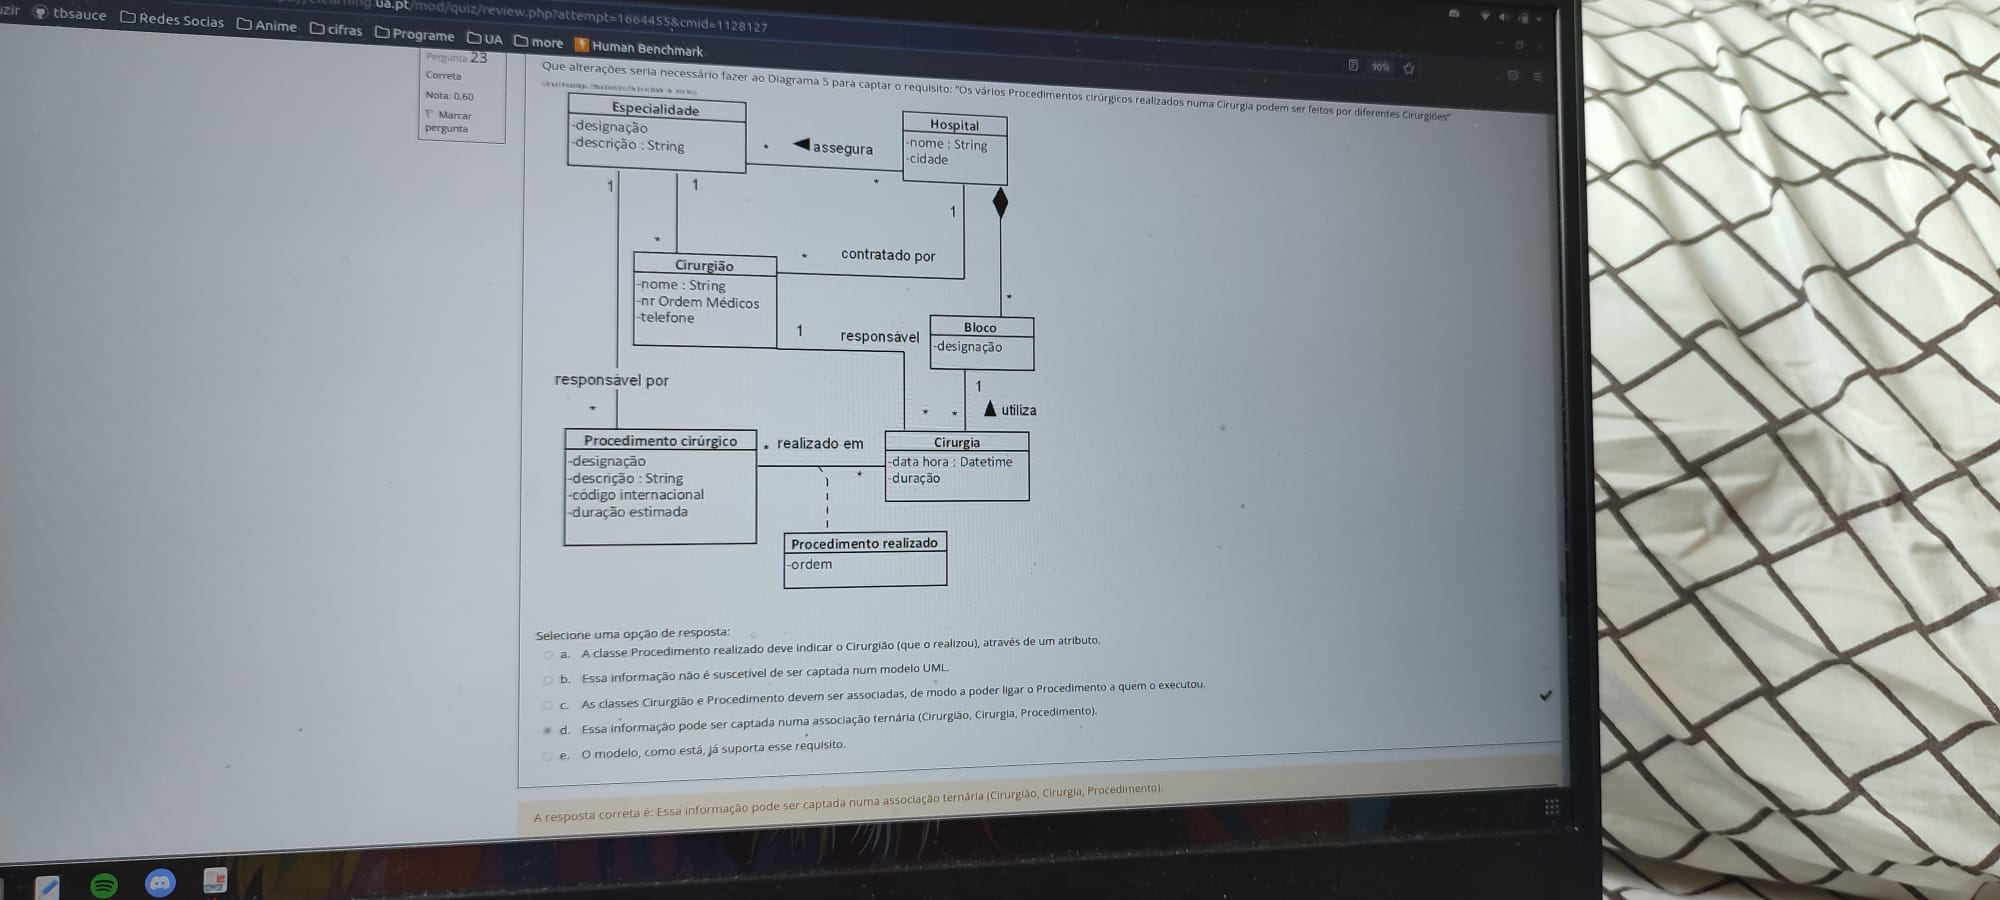 ua.pt/mod/quiz/review.php?attempt=1664455&cmid=1128127
tbsauce
Redes Socias
Anime
cifras
Programe
UA
more
Human Benchmark
90%
Pergunta 23
Correta
Nota: 0,60
Marcar
pergunta
Que alterações seria necessário fazer ao Diagrama 5 para captar o requisito: "Os vários Procedimentos cirúrgicos realizados numa Cirurgia podem ser feitos por diferentes Cirurgiões"
Especialidade
-designação
-descrição : String
Hospital
-nome : String
-cidade
* assegura
*
1
1
1
*
* contratado por
Cirurgião
-nome : String
-nr Ordem Médicos
-telefone
*
1 responsável
Bloco
-designação
responsável por
1
*
* * utiliza
Procedimento cirúrgico
-designação
-descrição : String
-código internacional
-duração estimada
* realizado em
*
Cirurgia
-data hora : Datetime
-duração
Procedimento realizado
-ordem
Selecione uma opção de resposta:
a. A classe Procedimento realizado deve indicar o Cirurgião (que o realizou), através de um atributo.
b. Essa informação não é suscetível de ser captada num modelo UML.
c. As classes Cirurgião e Procedimento devem ser associadas, de modo a poder ligar o Procedimento a quem o executou.
d. Essa informação pode ser captada numa associação ternária (Cirurgião, Cirurgia, Procedimento).
e. O modelo, como está, já suporta esse requisito.
A resposta correta é: Essa informação pode ser captada numa associação ternária (Cirurgião, Cirurgia, Procedimento).